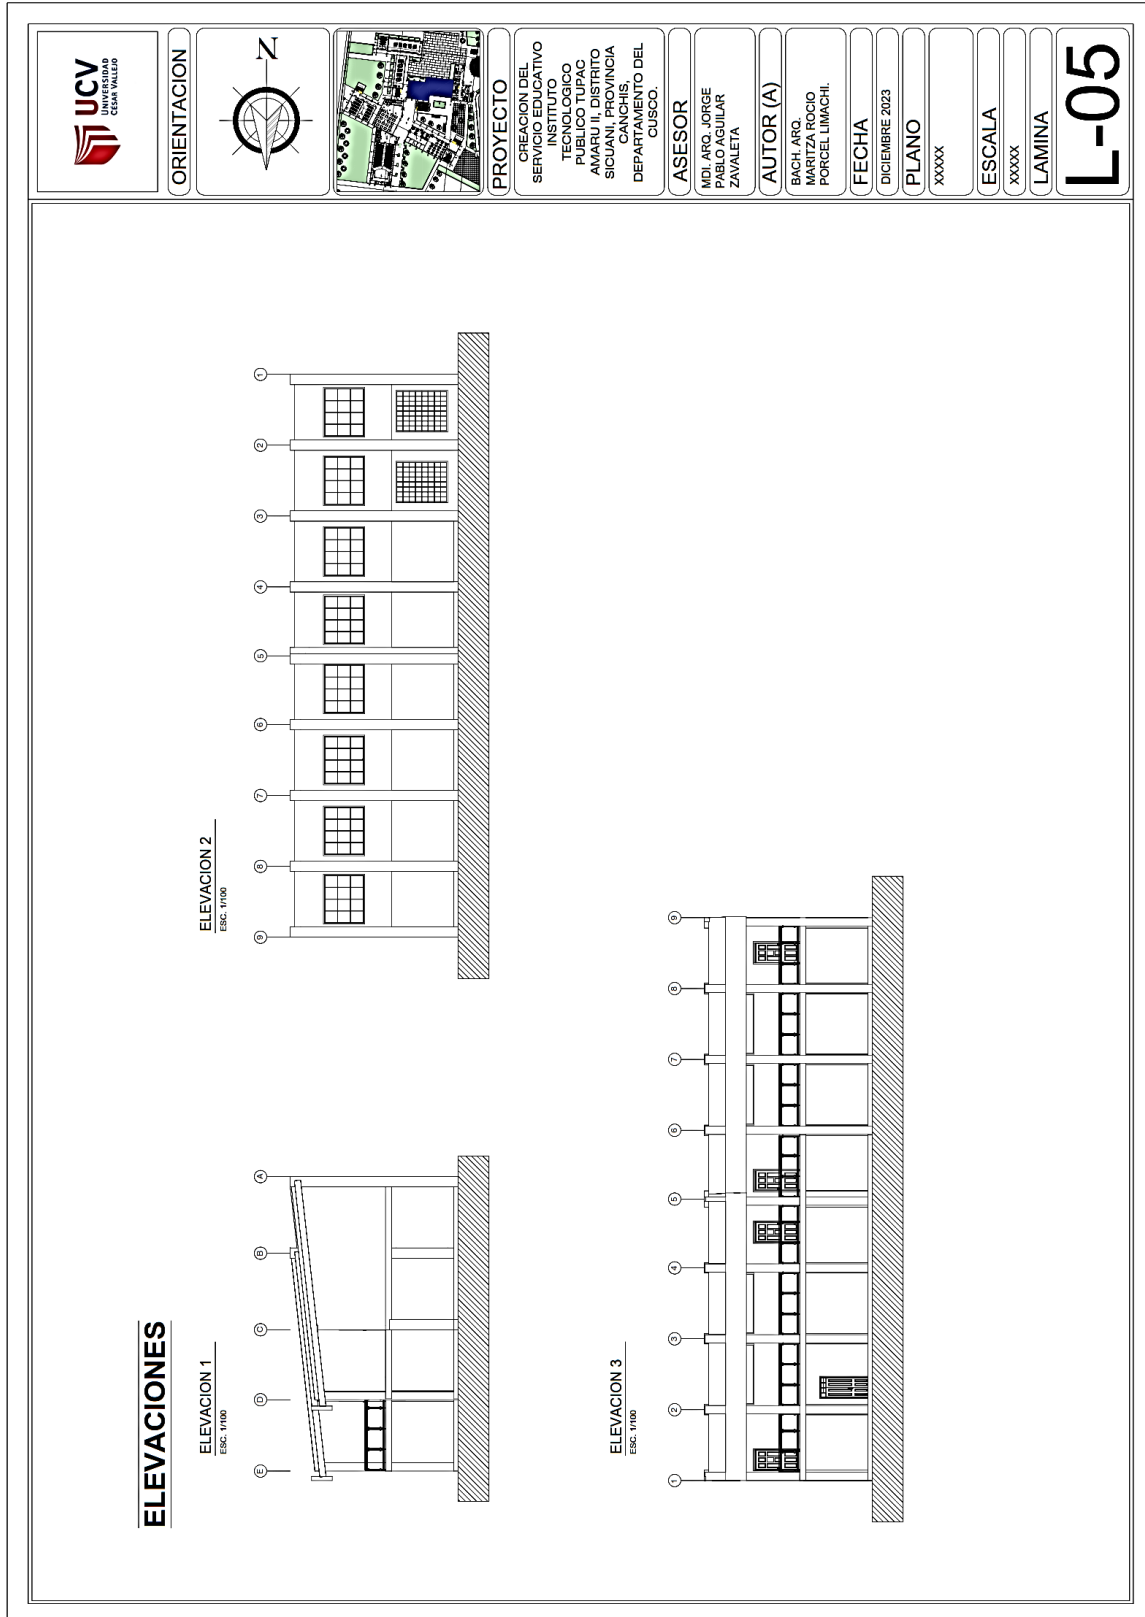 ELEVACIONES
ELEVACION 1
ESC. 1/100
E
D
C
B
A
ELEVACION 2
ESC. 1/100
9
8
7
6
5
4
3
2
1
ELEVACION 3
ESC. 1/100
1
2
3
4
5
6
7
8
9
UCV
UNIVERSIDAD
CÉSAR VALLEJO
ORIENTACION
N
PROYECTO
CREACION DEL
SERVICIO EDUCATIVO
INSTITUTO
TECNOLOGICO
PUBLICO TUPAC
AMARU II, DISTRITO
SICUANI, PROVINCIA
CANCHIS,
DEPARTAMENTO DEL
CUSCO.
ASESOR
MDI. ARQ. JORGE
PABLO AGUILAR
ZAVALETA
AUTOR (A)
BACH. ARQ.
MARITZA ROCIO
PORCEL LIMACHI.
FECHA
DICIEMBRE 2023
PLANO
XXXXX
ESCALA
XXXXX
LAMINA
L-05